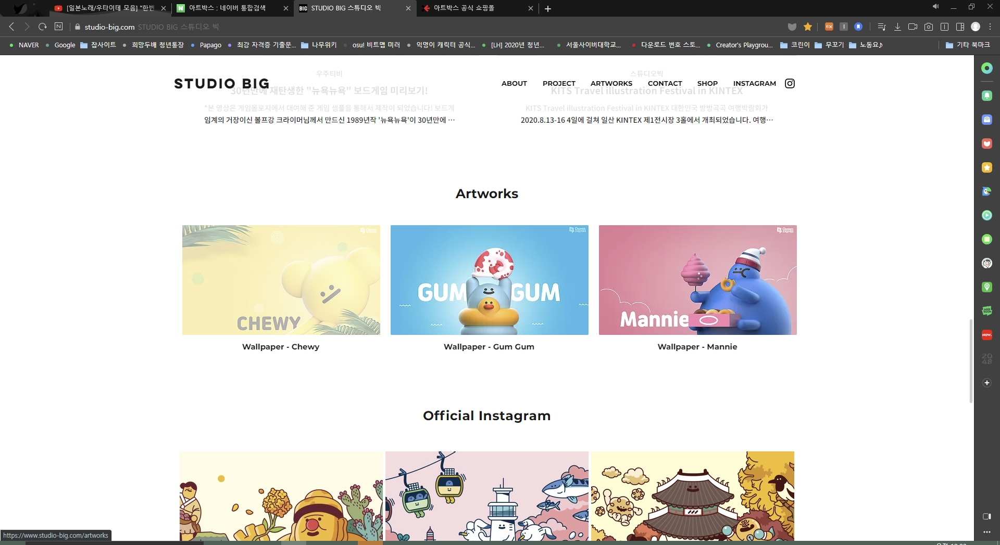 [일본노래/우타이테 모음] "한번
아트박스 : 네이버 통합검색
BIG STUDIO BIG 스튜디오 빅
아트박스 공식 쇼핑몰
studio-big.com STUDIO BIG 스튜디오 빅
NAVER
Google
잡사이트
희망두배 청년통장
Papago
최강 자격증 기출문...
나무위키
osu! 비트맵 미러
익명이 캐릭터 공식...
[LH] 2020년 청년...
서울사이버대학교...
다운로드 번호 스토...
Creator's Playgrou...
코린이
무꼬기
노동요♪
기타 북마크
STUDIO BIG
ABOUT
PROJECT
ARTWORKS
CONTACT
SHOP
INSTAGRAM
우주티비
30년만에 재탄생한 "뉴욕뉴욕" 보드게임 미리보기!
*본 영상은 게임올로지에서 대여해 준 게임 샘플을 통해서 제작이 되었습니다! 보드게
임계의 거장이신 볼프강 크라이머님께서 만드신 1989년작 '뉴욕뉴욕'이 30년만에 ···
스튜디오빅
KITS Travel illustration Festival in KINTEX
KITS Travel illustration Festival in KINTEX 대한민국 방방곡곡 여행박람회가
2020.8.13-16 4일에 걸쳐 일산 KINTEX 제1전시장 3홀에서 개최되었습니다. 여행···
Artworks
CHEWY
GUM GUM
Mannie
Wallpaper - Chewy
Wallpaper - Gum Gum
Wallpaper - Mannie
Official Instagram
NOW.
20
48
https://www.studio-big.com/artworks